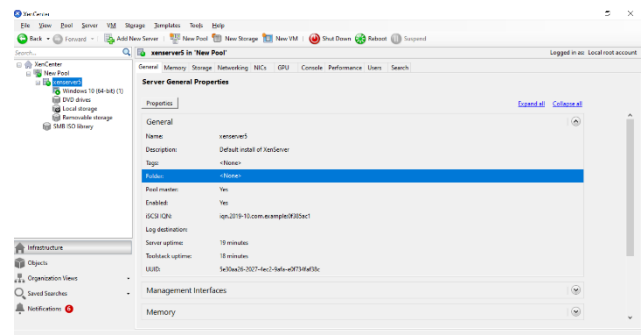 XenCenter
File View Pool Server VM Storage Templates Tools Help
Back Forward Add New Server New Pool New Storage New VM Shut Down Reboot Suspend
Search...
xenserver5 in 'New Pool'
Logged in as: Local root account
XenCenter
New Pool
xenserver5
Windows 10 (64-bit) (1)
DVD drives
Local storage
Removable storage
SMB ISO library
General Memory Storage Networking NICs GPU Console Performance Users Search
Server General Properties
Properties
Expand all Collapse all
General
Name: xenserver5
Description: Default install of XenServer
Tags: <None>
Folder: <None>
Pool master: Yes
Enabled: Yes
iSCSI IQN:
Log destination:
Server uptime: 19 minutes
Toolstack uptime: 18 minutes
UUID:
Management Interfaces
Memory
Infrastructure
Objects
Organization Views
Saved Searches
Notifications 6